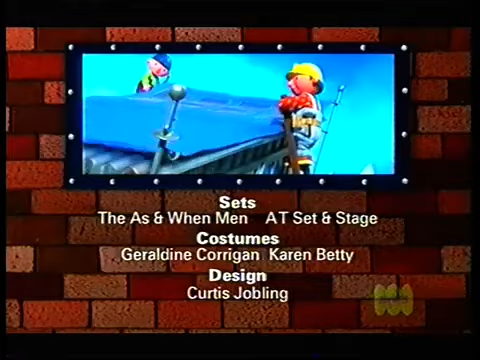 Sets
The As & When Men A T Set & Stage
Costumes
Geraldine Corrigan Karen Betty
Design
Curtis Jobling